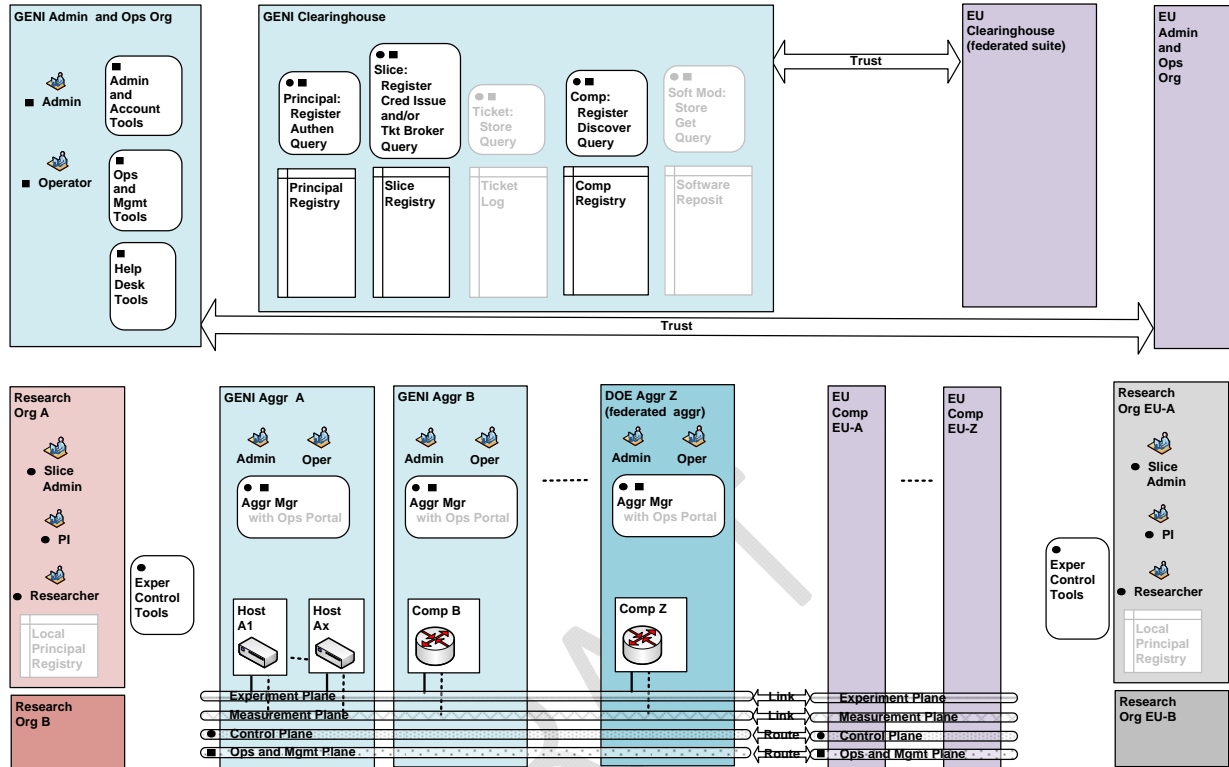 GENI Admin and Ops Org
Admin
Operator
Admin
and
Account
Tools
Ops
and
Mgmt
Tools
Help
Desk
Tools
GENI Clearinghouse
Principal:
Register
Authen
Query
Slice:
Register
Cred Issue
and/or
Tkt Broker
Query
Ticket:
Store
Query
Comp:
Register
Discover
Query
Soft Mod:
Store
Get
Query
Principal
Registry
Slice
Registry
Ticket
Log
Comp
Registry
Software
Reposit
Trust
EU
Clearinghouse
(federated suite)
EU
Admin
and
Ops
Org
Trust
Research
Org A
Slice
Admin
PI
Researcher
Local
Principal
Registry
Research
Org B
Exper
Control
Tools
GENI Aggr A
Admin
Oper
Aggr Mgr
with Ops Portal
Host
A1
Host
Ax
GENI Aggr B
Admin
Oper
Aggr Mgr
with Ops Portal
Comp B
DOE Aggr Z
(federated aggr)
Admin
Oper
Aggr Mgr
with Ops Portal
Comp Z
EU
Comp
EU-A
EU
Comp
EU-Z
Exper
Control
Tools
Research
Org EU-A
Slice
Admin
PI
Researcher
Local
Principal
Registry
Research
Org EU-B
Experiment Plane
Link
Experiment Plane
Measurement Plane
Link
Measurement Plane
Control Plane
Route
Control Plane
Ops and Mgmt Plane
Route
Ops and Mgmt Plane